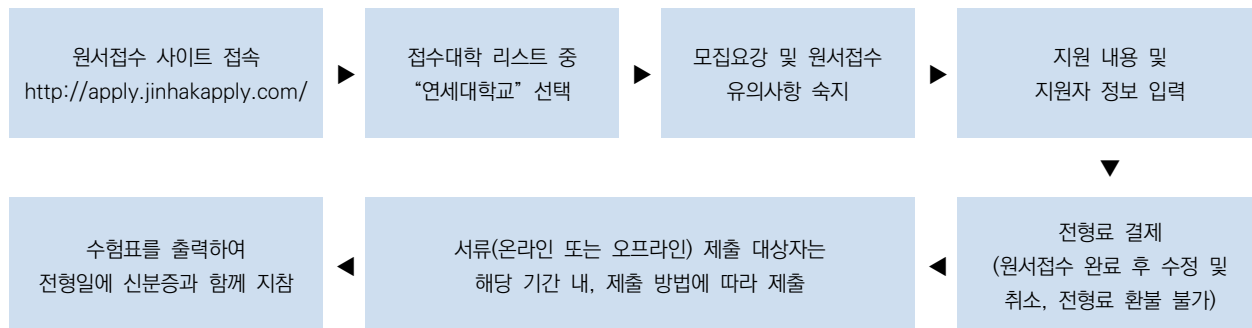 원서접수 사이트 접속
http://apply.jinhakapply.com/
▶
접수대학 리스트 중
“연세대학교” 선택
▶
모집요강 및 원서접수
유의사항 숙지
▶
지원 내용 및
지원자 정보 입력
▼
전형료 결제
(원서접수 완료 후 수정 및
취소, 전형료 환불 불가)
◀
서류(온라인 또는 오프라인) 제출 대상자는
해당 기간 내, 제출 방법에 따라 제출
◀
수험표를 출력하여
전형일에 신분증과 함께 지참